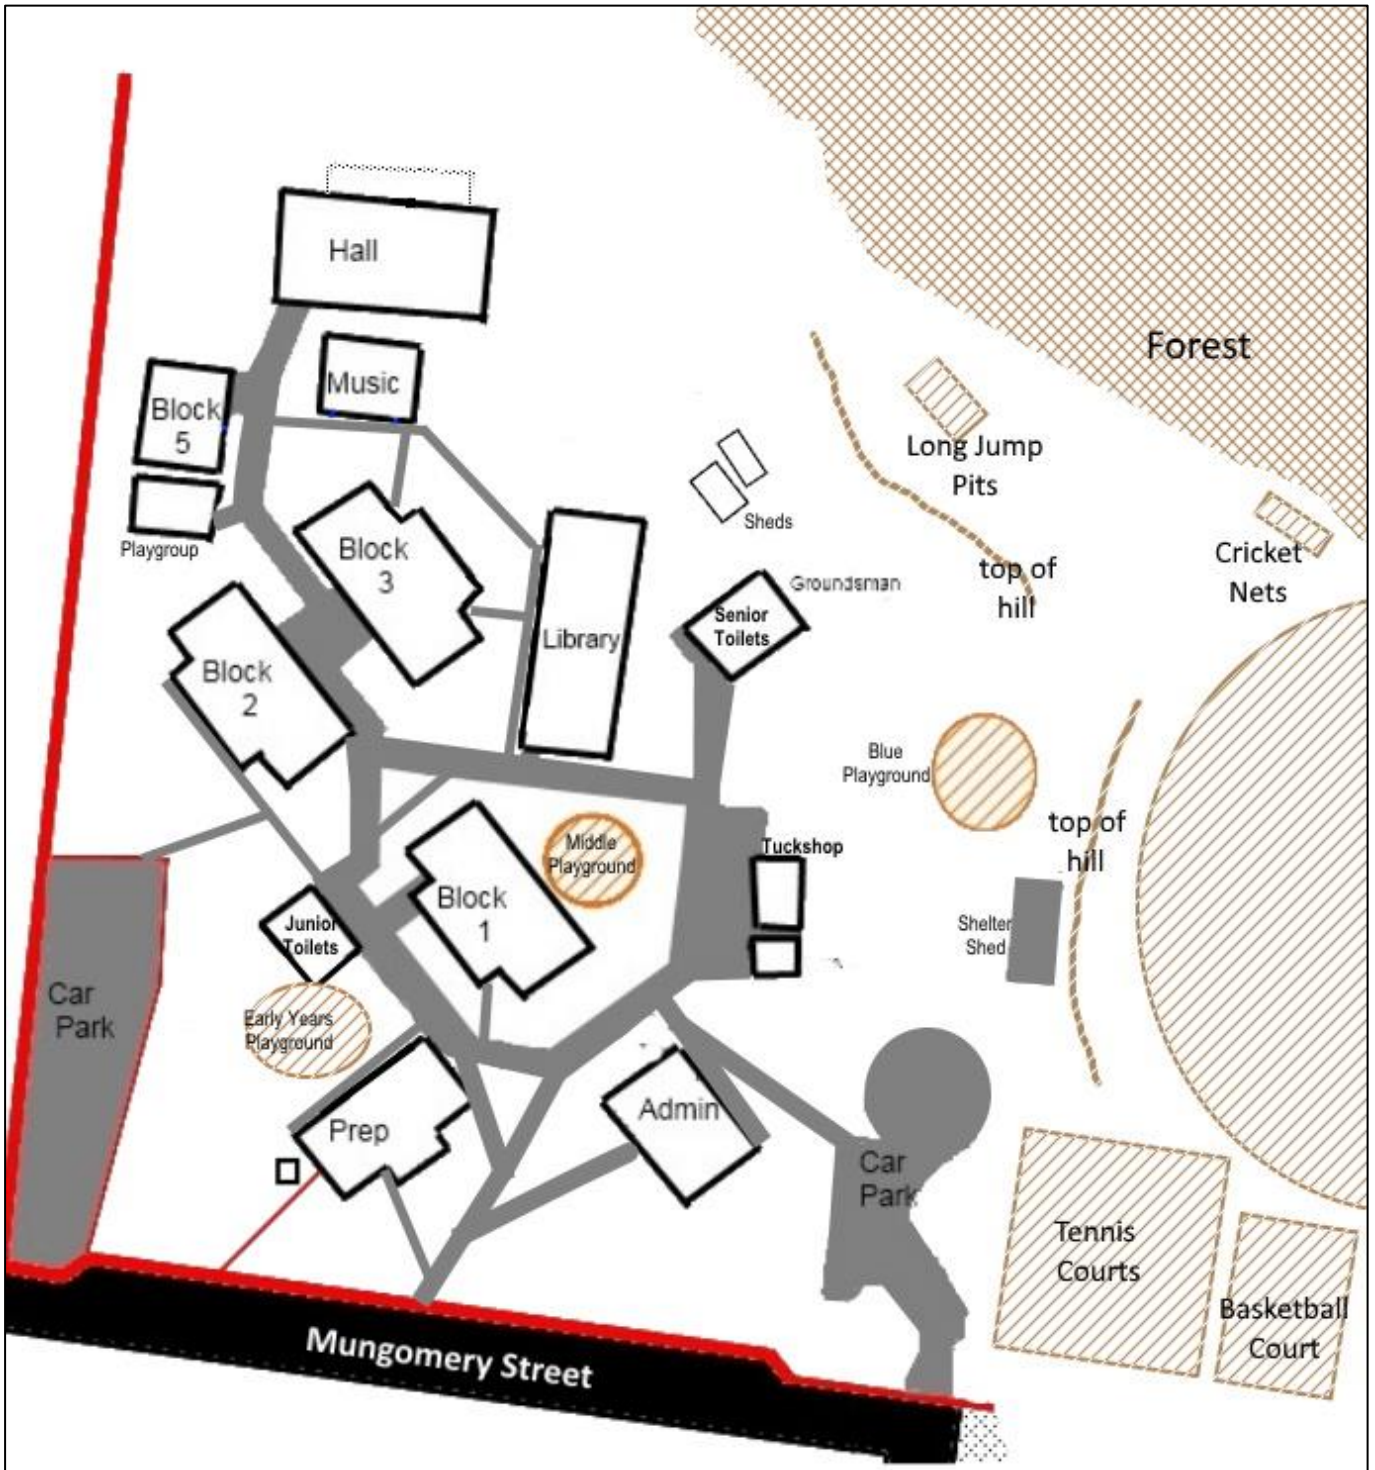 Hall
Forest
Music
Block
5
Long Jump
Pits
Playgroup
Block
3
Sheds
Cricket
Nets
top of
hill
Groundsman
Senior
Toilets
Library
Block
2
Blue
Playground
top of
hill
Middle
Playground
Tuckshop
Block
1
Junior
Toilets
Shelter
Shed
Car
Park
Early Years
Playground
Prep
Admin
Car
Park
Tennis
Courts
Basketball
Court
Mungomery Street